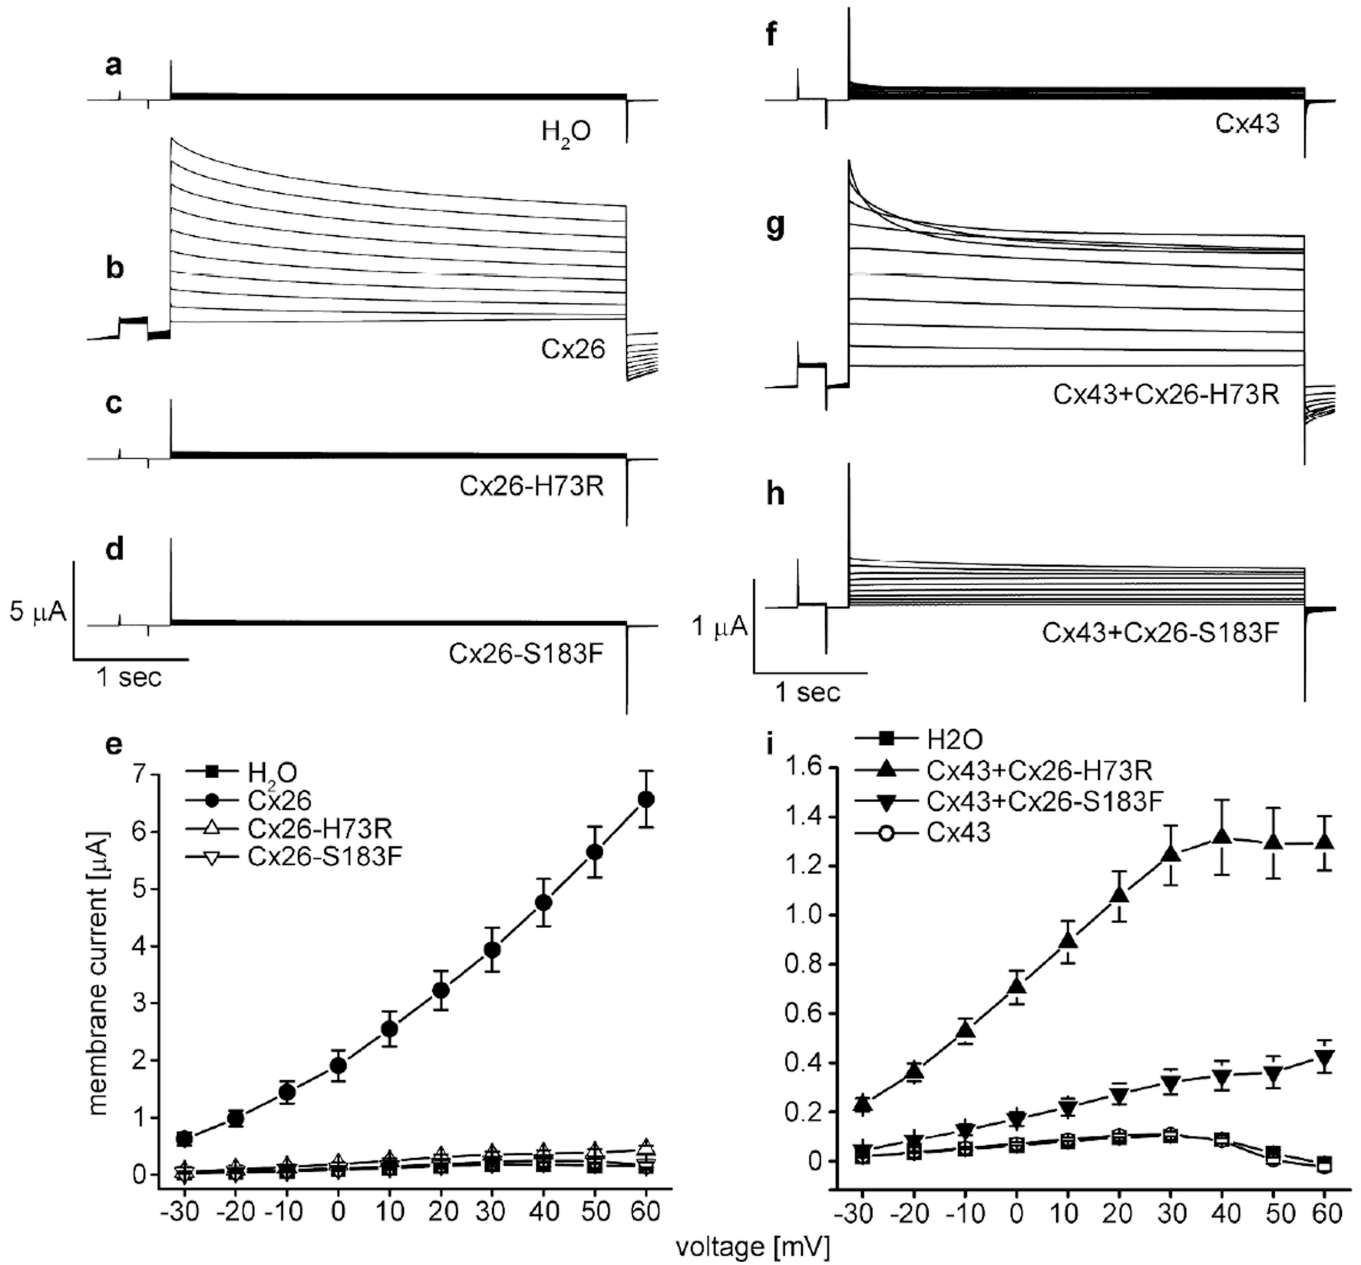 a
H₂O
b
Cx26
c
Cx26-H73R
d
5 μA
Cx26-S183F
1 sec
f
Cx43
g
Cx43+Cx26-H73R
h
1 μA
Cx43+Cx26-S183F
1 sec
e
H₂O
Cx26
Cx26-H73R
Cx26-S183F
membrane current [μA]
7
6
5
4
3
2
1
0
-30 -20 -10 0 10 20 30 40 50 60
i
H2O
Cx43+Cx26-H73R
Cx43+Cx26-S183F
Cx43
1.6
1.4
1.2
1.0
0.8
0.6
0.4
0.2
0
-30 -20 -10 0 10 20 30 40 50 60
voltage [mV]